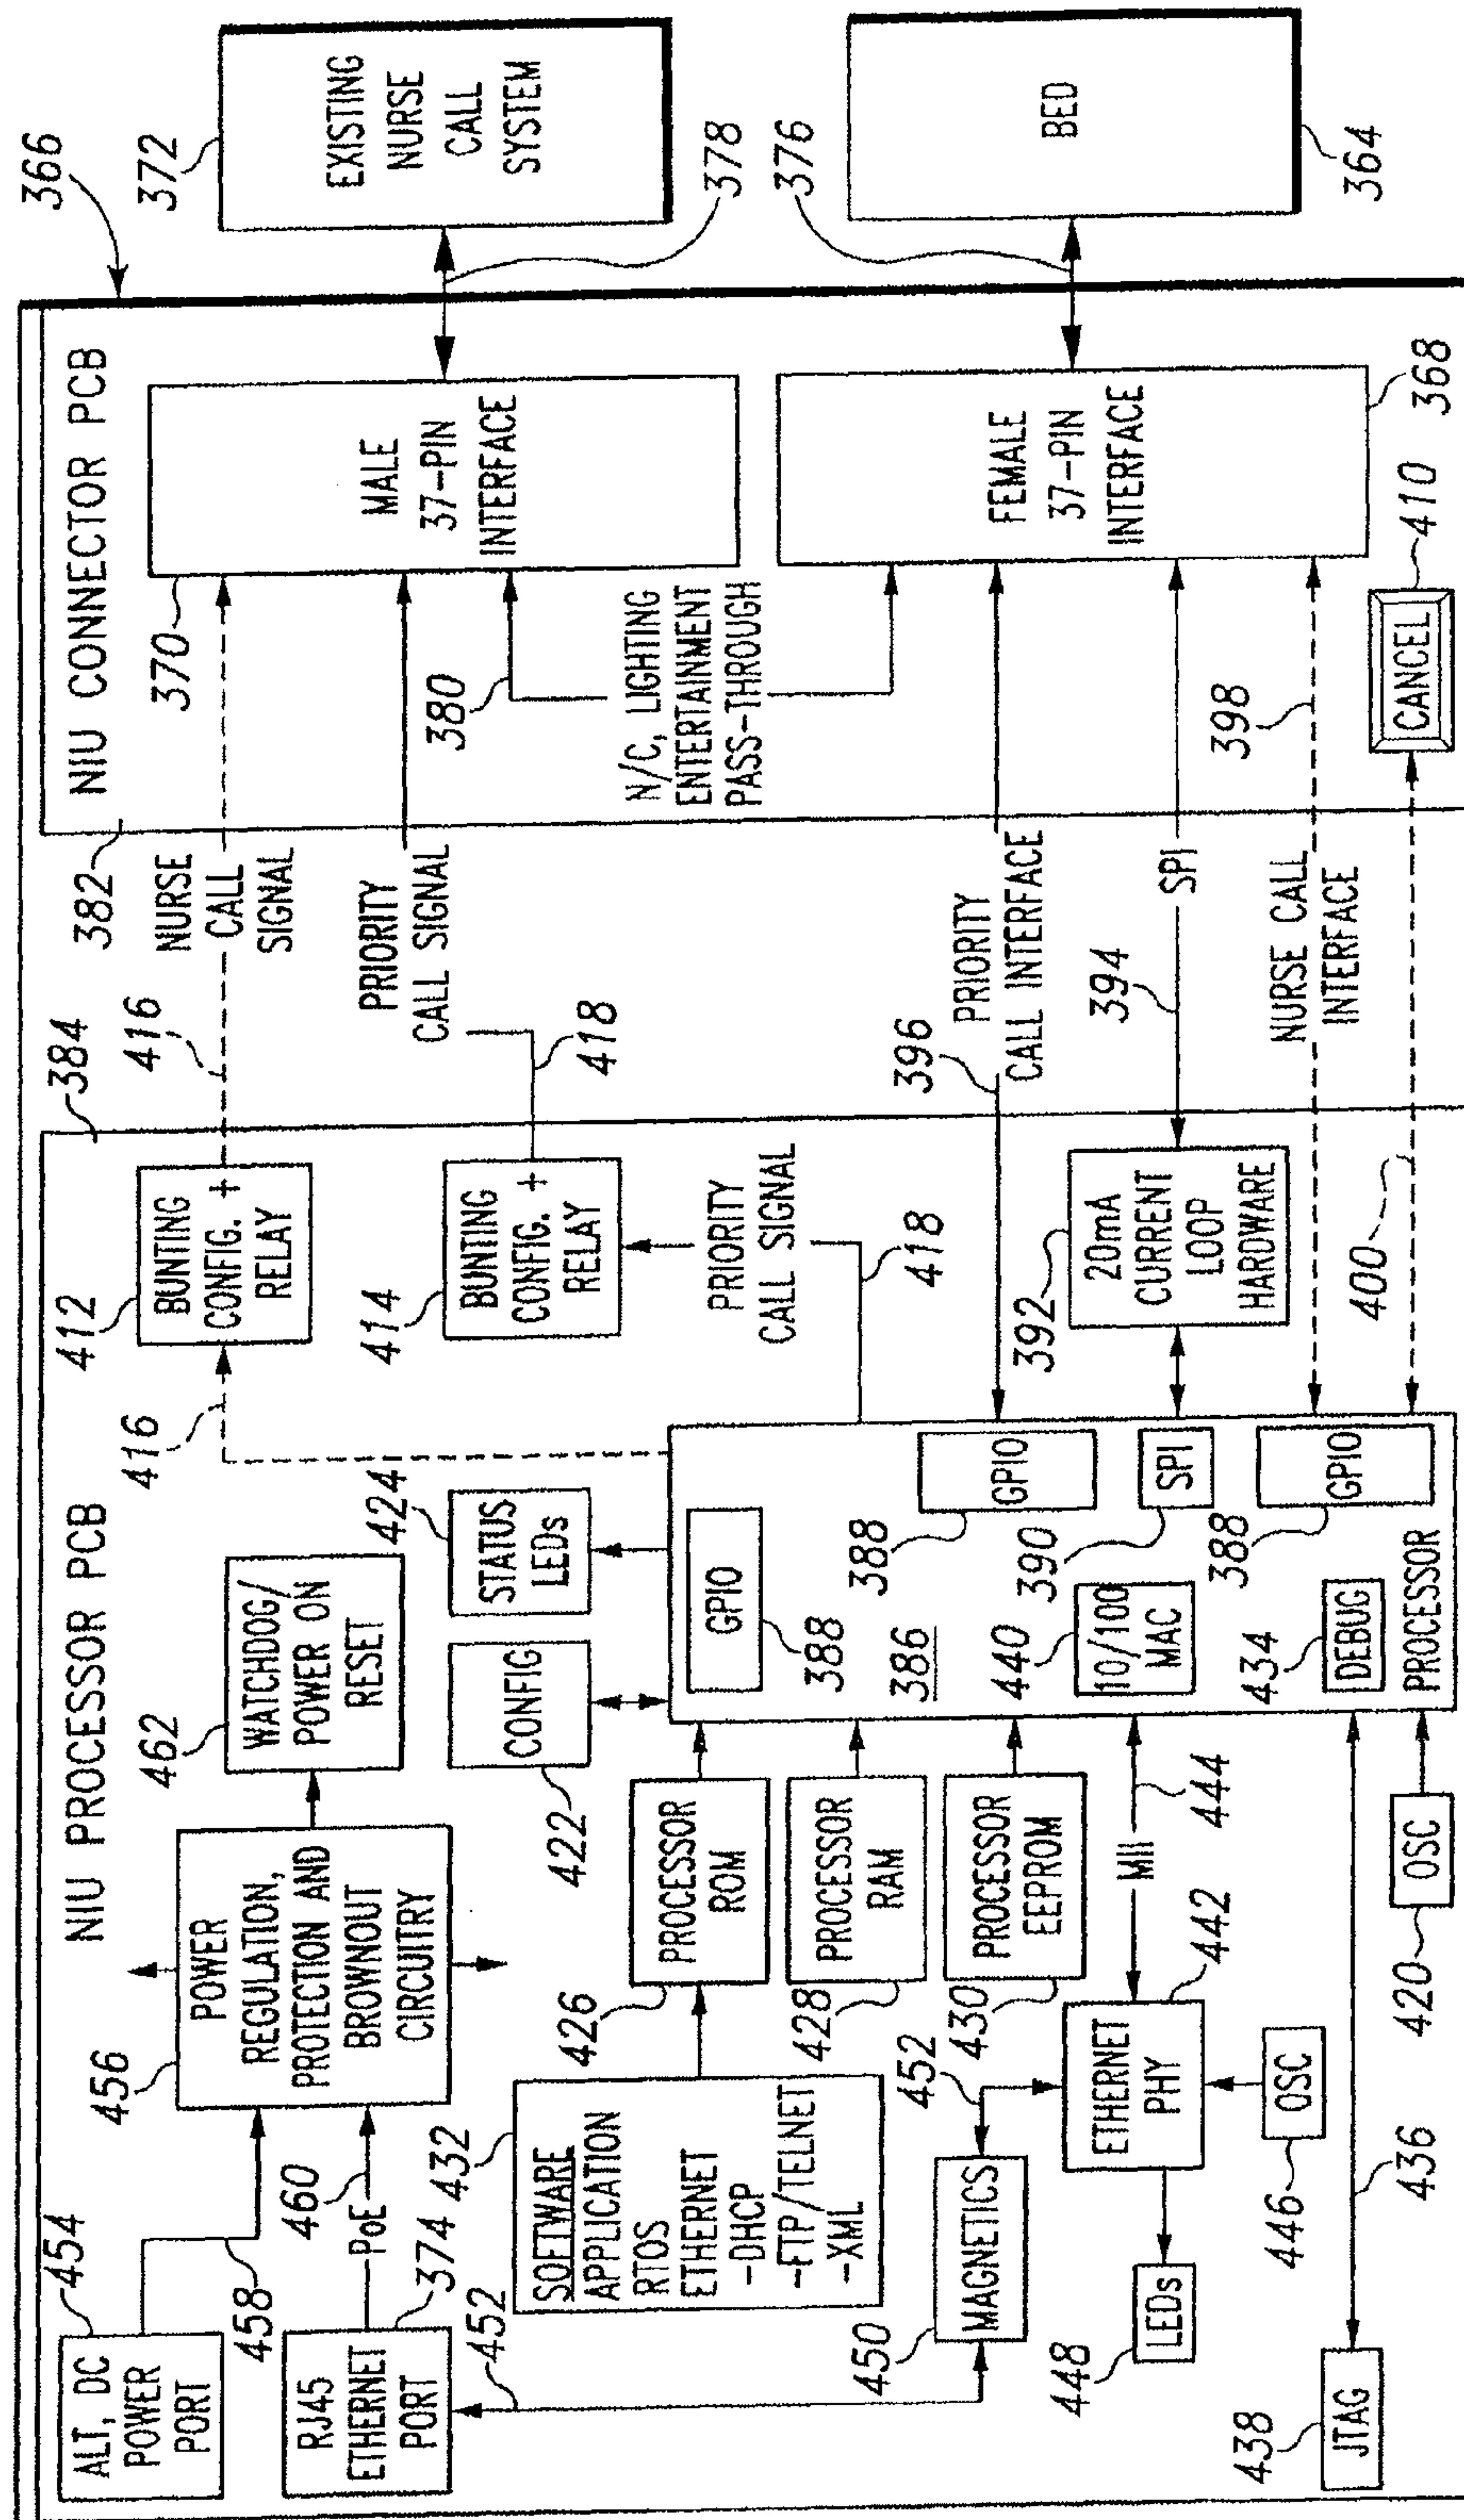 NIU PROCESSOR PCB
384
454
ALT, DC
POWER
PORT
458
RJ45
ETHERNET
PORT
374
PoE
460
456
POWER
REGULATION,
PROTECTION AND
BROWNOUT
CIRCUITRY
462
WATCHDOG/
POWER ON
RESET
416
412
BUNTING
CONFIG. +
RELAY
416
414
BUNTING
CONFIG. +
RELAY
418
PRIORITY
CALL SIGNAL
418
432
SOFTWARE
APPLICATION
RTOS
ETHERNET
-DHCP
-FTP/TELNET
-XML
452
422
CONFIG
424
STATUS
LEDs
426
PROCESSOR
ROM
428
PROCESSOR
RAM
430
PROCESSOR
EEPROM
GPIO
388
386
388
GPIO
390
SPI
388
GPIO
440
10/100
MAC
434
DEBUG
PROCESSOR
396
392
20mA
CURRENT
LOOP
HARDWARE
400
450
MAGNETICS
452
ETHERNET
PHY
442
MII
444
448
LEDs
446
OSC
420
OSC
438
JTAG
436
NURSE
CALL
SIGNAL
PRIORITY
CALL SIGNAL
PRIORITY
CALL INTERFACE
394
SPI
NURSE CALL
INTERFACE
382
NIU CONNECTOR PCB
366
370
MALE
37-PIN
INTERFACE
380
N/C, LIGHTING
ENTERTAINMENT
PASS-THROUGH
FEMALE
37-PIN
INTERFACE
368
398
CANCEL
410
372
EXISTING
NURSE
CALL
SYSTEM
378
376
BED
364